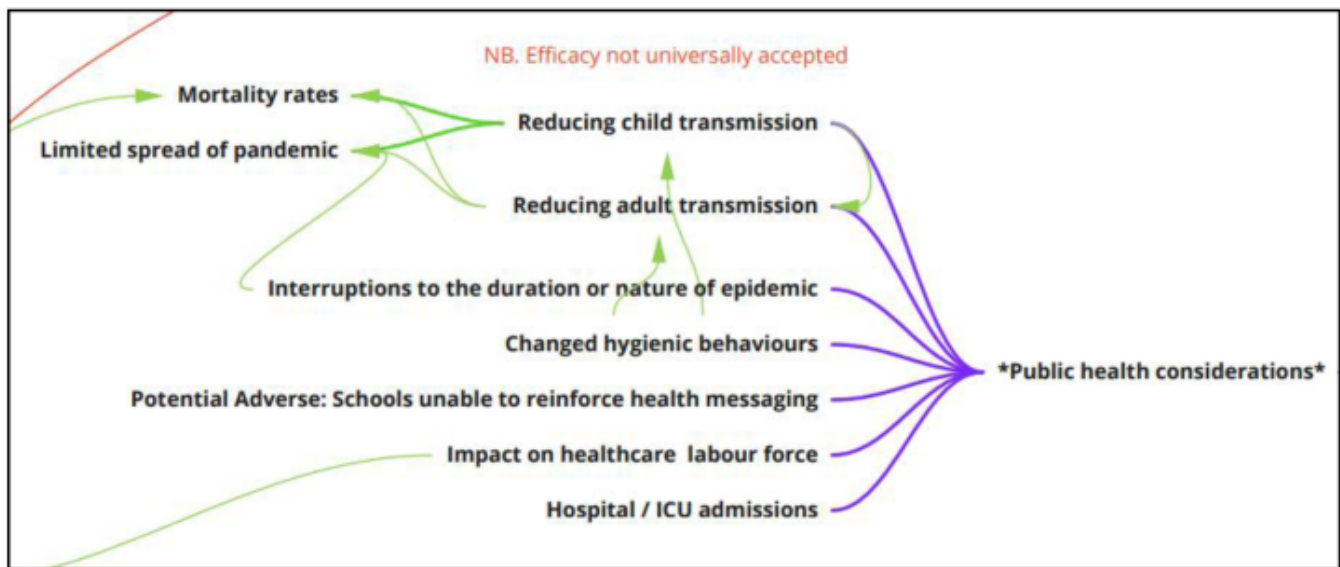 NB. Efficacy not universally accepted
Mortality rates
Reducing child transmission
Limited spread of pandemic
Reducing adult transmission
Interruptions to the duration or nature of epidemic
Changed hygienic behaviours
*Public health considerations*
Potential Adverse: Schools unable to reinforce health messaging
Impact on healthcare  labour force
Hospital / ICU admissions